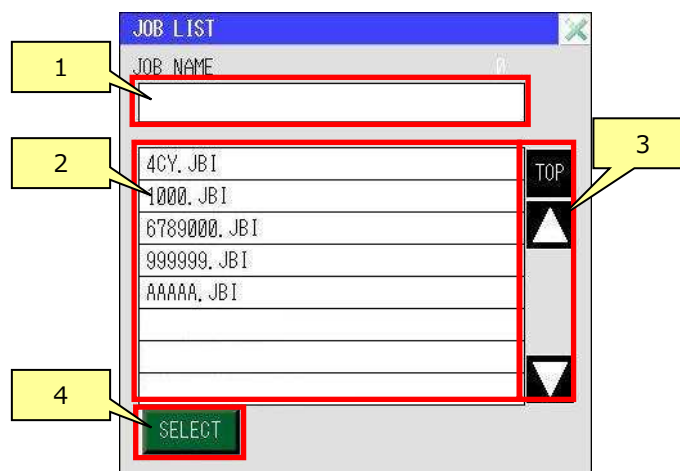 JOB LIST
JOB NAME
0
1
2
3
4CY.JBI
1000.JBI
6789000.JBI
999999.JBI
AAAAA.JBI
TOP
4
SELECT